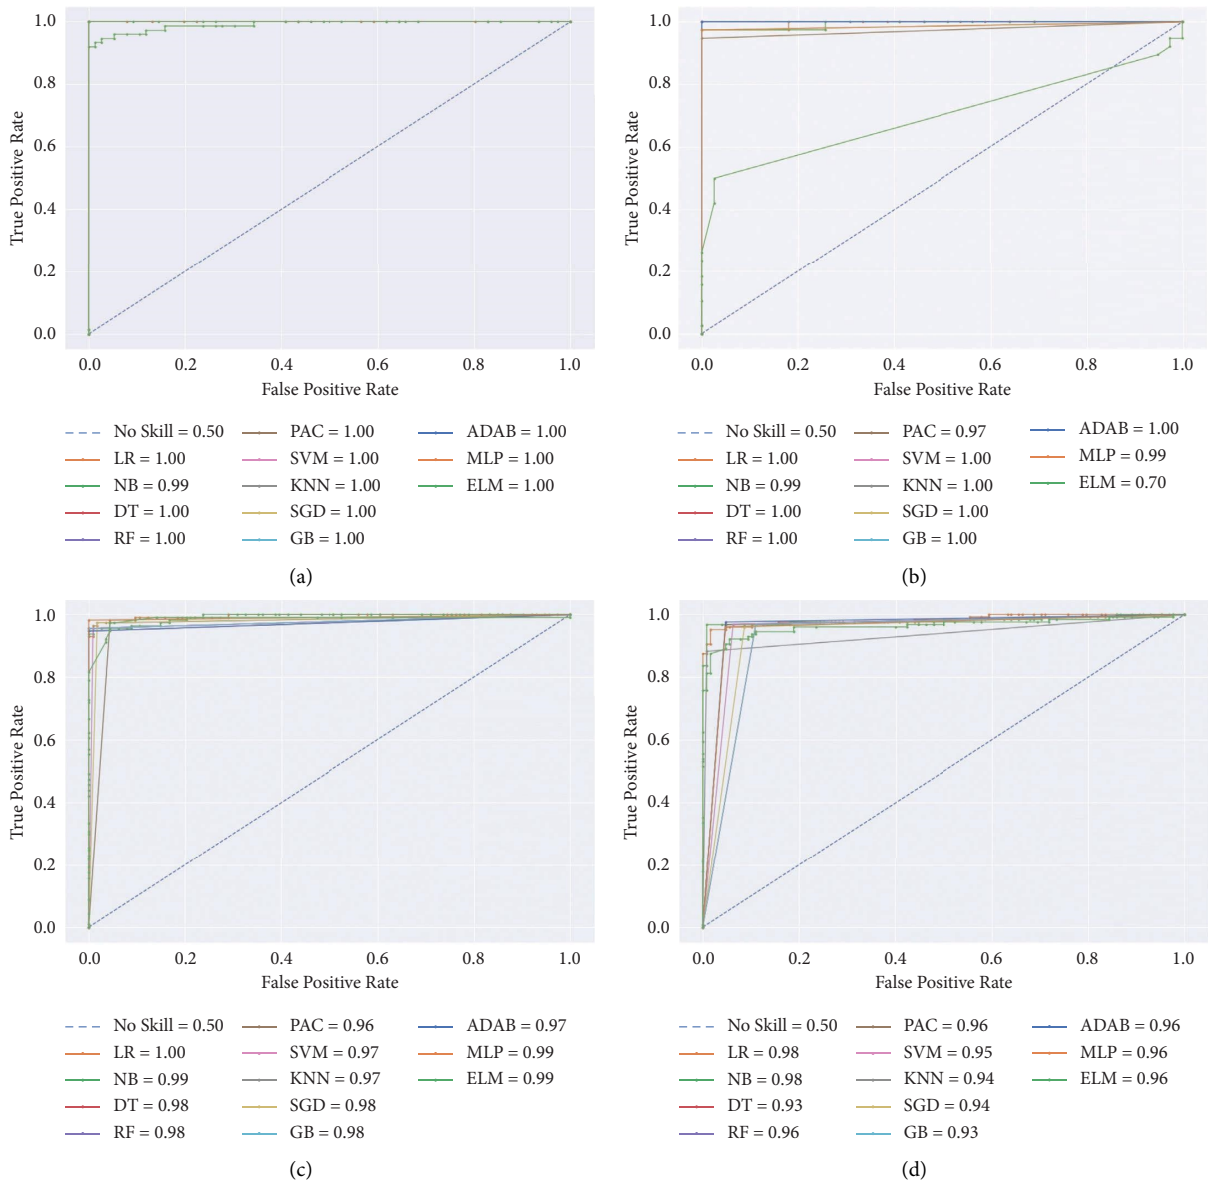 1.0
0.8
0.6
0.4
0.2
0.0
True Positive Rate
0.0 0.2 0.4 0.6 0.8 1.0
False Positive Rate
No Skill = 0.50 PAC = 1.00 ADAB = 1.00
LR = 1.00 SVM = 1.00 MLP = 1.00
NB = 0.99 KNN = 1.00 ELM = 1.00
DT = 1.00 SGD = 1.00
RF = 1.00 GB = 1.00
(a)
1.0
0.8
0.6
0.4
0.2
0.0
True Positive Rate
0.0 0.2 0.4 0.6 0.8 1.0
False Positive Rate
No Skill = 0.50 PAC = 0.97 ADAB = 1.00
LR = 1.00 SVM = 1.00 MLP = 0.99
NB = 0.99 KNN = 1.00 ELM = 0.70
DT = 1.00 SGD = 1.00
RF = 1.00 GB = 1.00
(b)
1.0
0.8
0.6
0.4
0.2
0.0
True Positive Rate
0.0 0.2 0.4 0.6 0.8 1.0
False Positive Rate
No Skill = 0.50 PAC = 0.96 ADAB = 0.97
LR = 1.00 SVM = 0.97 MLP = 0.99
NB = 0.99 KNN = 0.97 ELM = 0.99
DT = 0.98 SGD = 0.98
RF = 0.98 GB = 0.98
(c)
1.0
0.8
0.6
0.4
0.2
0.0
True Positive Rate
0.0 0.2 0.4 0.6 0.8 1.0
False Positive Rate
No Skill = 0.50 PAC = 0.96 ADAB = 0.96
LR = 0.98 SVM = 0.95 MLP = 0.96
NB = 0.98 KNN = 0.94 ELM = 0.96
DT = 0.93 SGD = 0.94
RF = 0.96 GB = 0.93
(d)